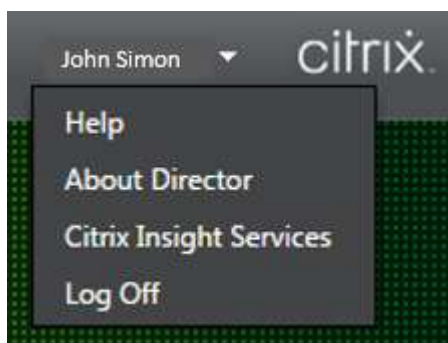 John Simon
citrix
Help
About Director
Citrix Insight Services
Log Off